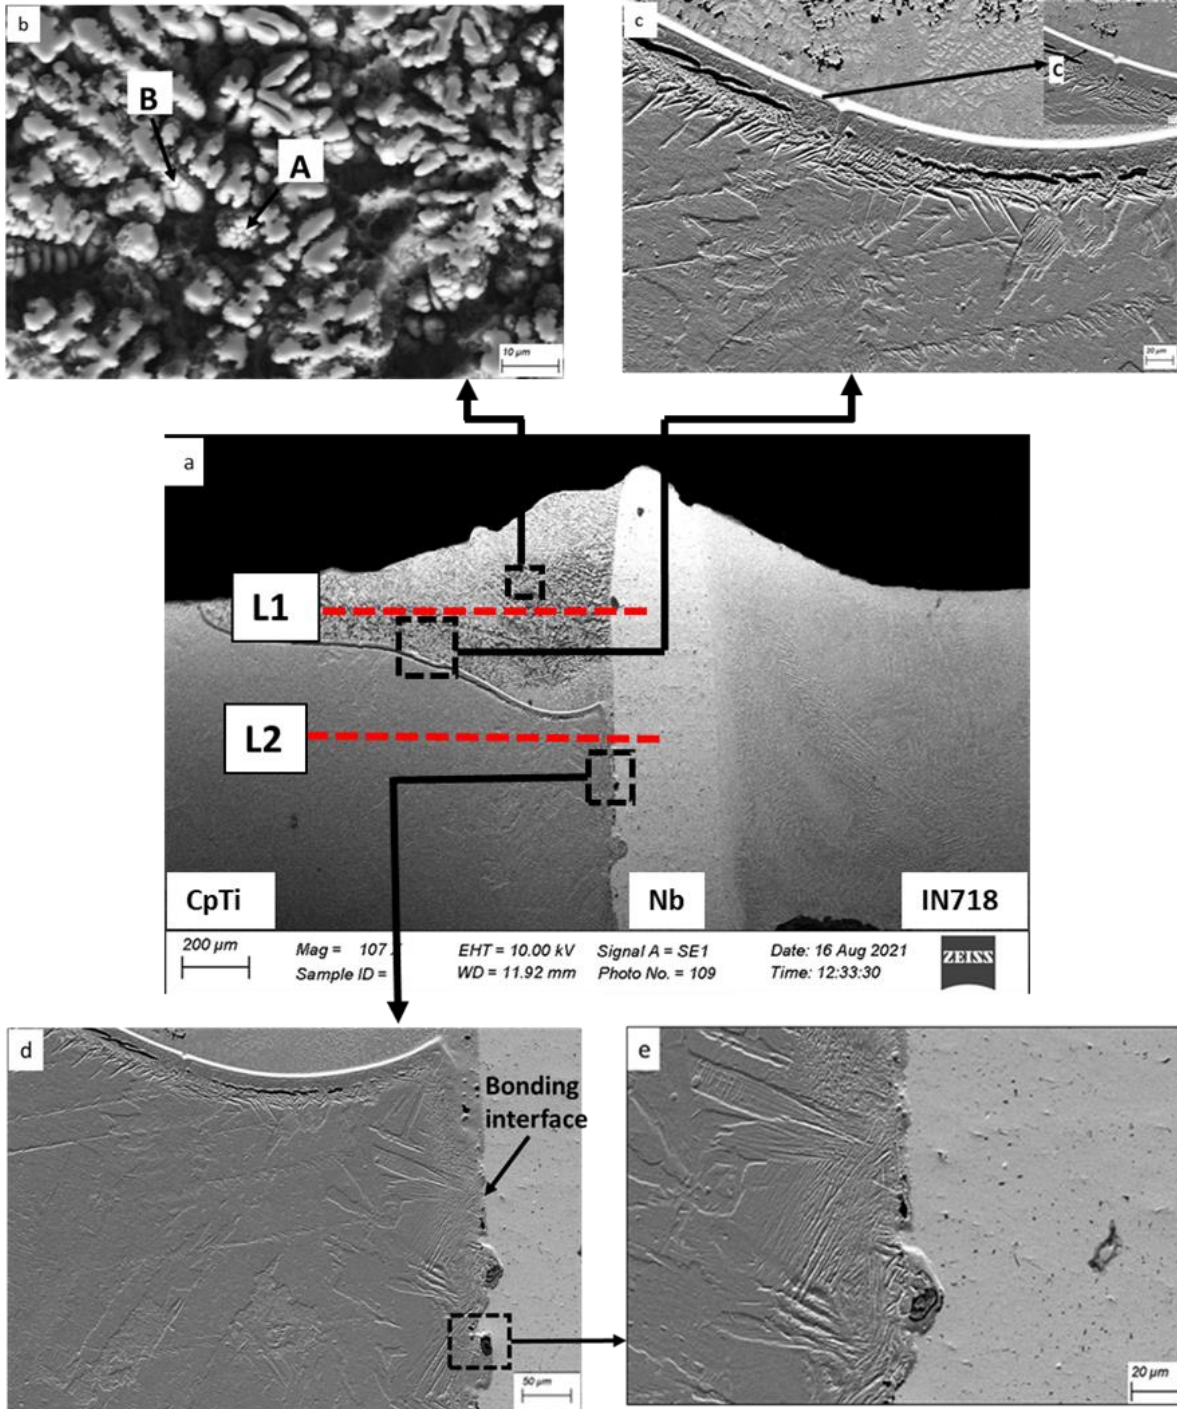 b
B
A
10 µm
c
c
20 µm
a
L1
L2
CpTi
Nb
IN718
200 µm
Mag = 107 X
Sample ID =
EHT = 10.00 kV
WD = 11.92 mm
Signal A = SE1
Photo No. = 109
Date: 16 Aug 2021
Time: 12:33:30
ZEISS
d
Bonding
interface
50 µm
e
20 µm